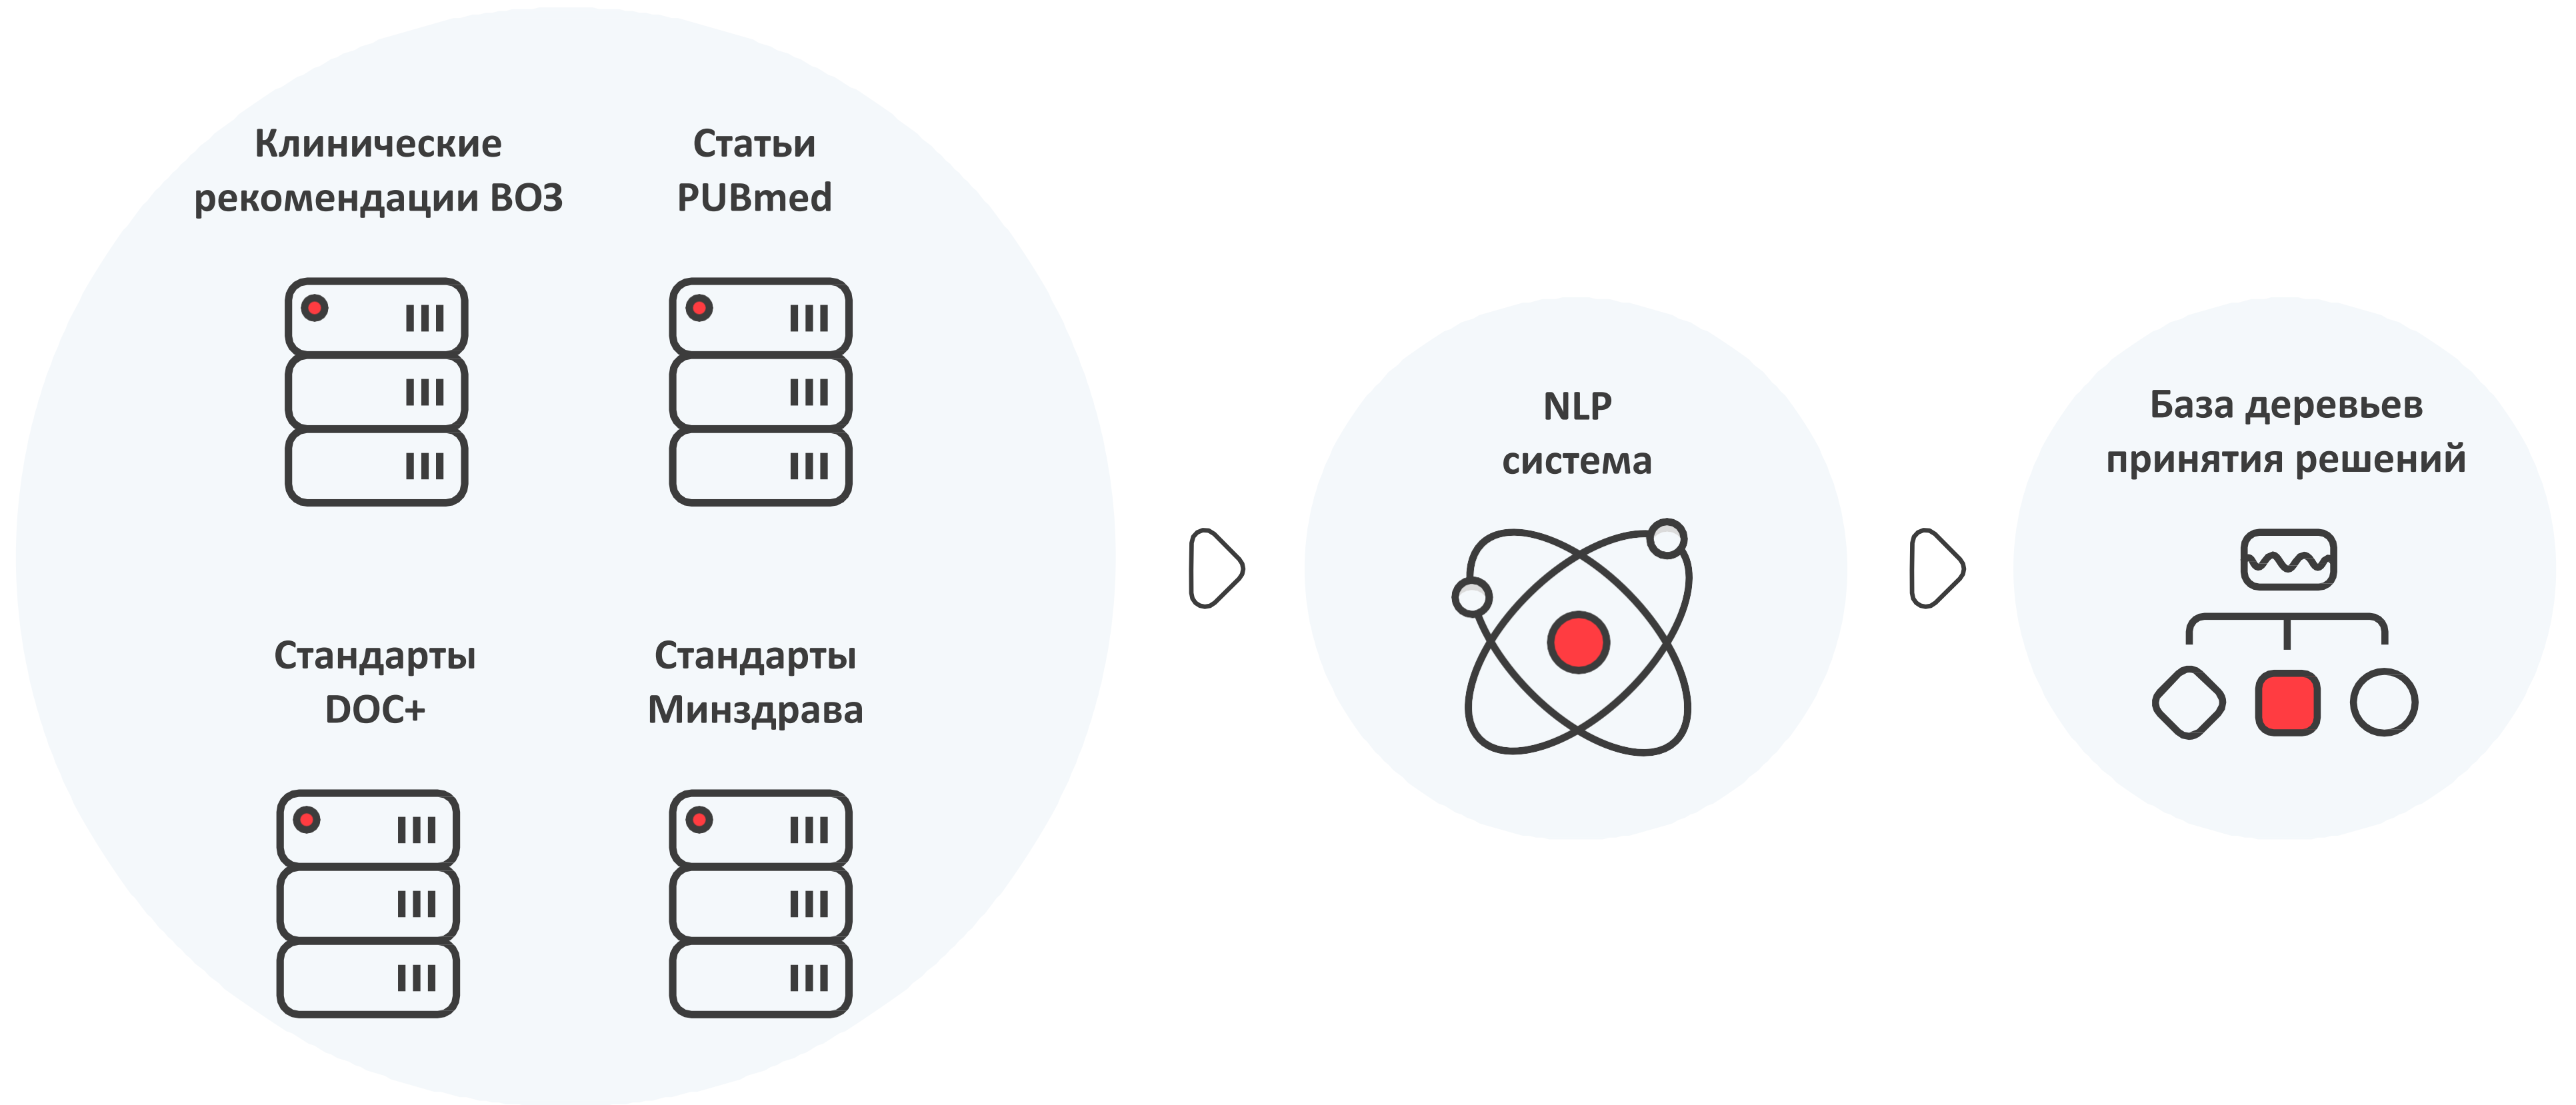 Клинические
рекомендации ВОЗ
Статьи
PUBmed
Стандарты
DOC+
Стандарты
Минздрава
NLP
система
База деревьев
принятия решений